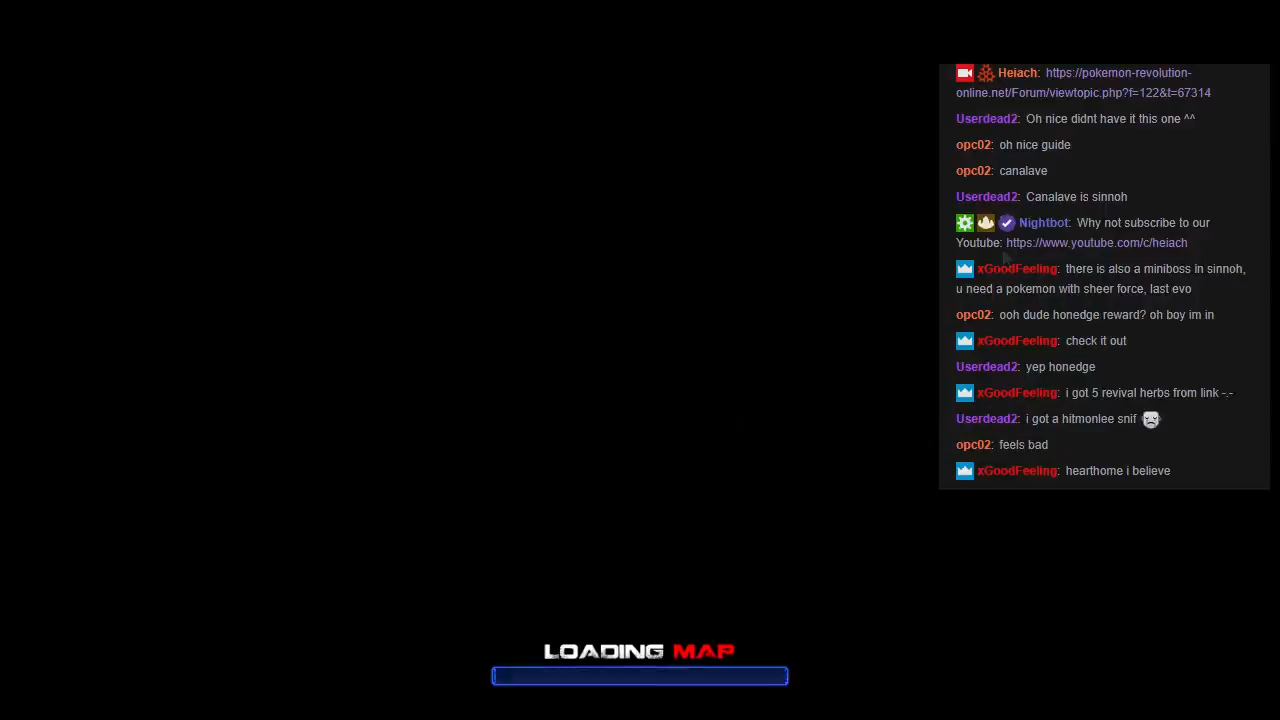 Heiach: https://pokemon-revolution-
online.net/Forum/viewtopic.php?f=122&t=67314
Userdead2: Oh nice didnt have it this one ^^
opc02: oh nice guide
opc02: canalave
Userdead2: Canalave is sinnoh
Nightbot: Why not subscribe to our
Youtube: https://www.youtube.com/c/heiach
xGoodFeeling: there is also a miniboss in sinnoh,
u need a pokemon with sheer force, last evo
opc02: ooh dude honedge reward? oh boy im in
xGoodFeeling: check it out
Userdead2: yep honedge
xGoodFeeling: i got 5 revival herbs from link -.-
Userdead2: i got a hitmonlee snif
opc02: feels bad
xGoodFeeling: hearthome i believe
LOADING MAP